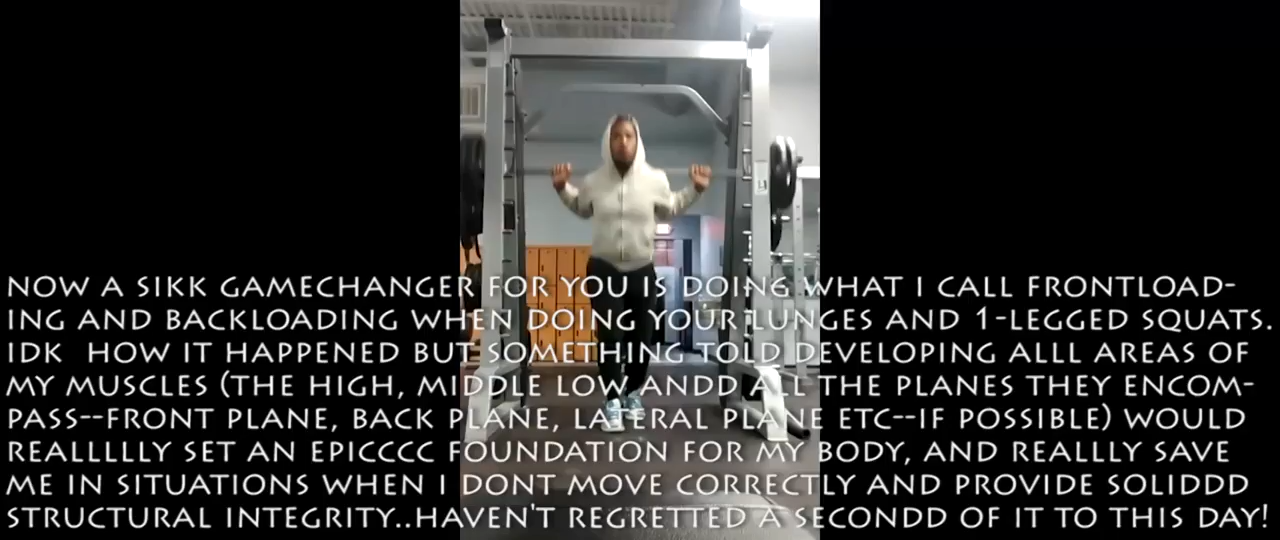 NOW A SIKK GAMECHANGER FOR YOU IS DOING WHAT I CALL FRONTLOAD-
ING AND BACKLOADING WHEN DOING YOUR LUNGES AND 1-LEGGED SQUATS.
IDK HOW IT HAPPENED BUT SOMETHING TOLD DEVELOPING ALLL AREAS OF
MY MUSCLES (THE HIGH, MIDDLE LOW ANDD ALL THE PLANES THEY ENCOM-
PASS--FRONT PLANE, BACK PLANE, LATERAL PLANE ETC--IF POSSIBLE) WOULD
REALLLLLY SET AN EPICCCC FOUNDATION FOR MY BODY, AND REALLLY SAVE
ME IN SITUATIONS WHEN I DONT MOVE CORRECTLY AND PROVIDE SOLIDDD
STRUCTURAL INTEGRITY..HAVEN'T REGRETTED A SECONDD OF IT TO THIS DAY!